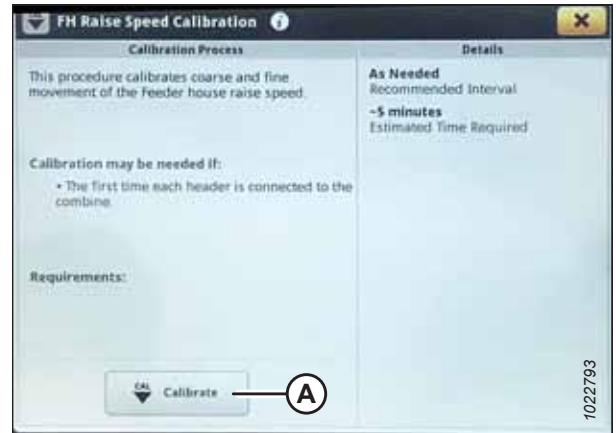 FH Raise Speed Calibration i
Calibration Process
Details
This procedure calibrates coarse and fine
movement of the Feeder house raise speed.
As Needed
Recommended Interval
~5 minutes
Estimated Time Required
Calibration may be needed if:
• The first time each header is connected to the
combine.
Requirements:
CAL Calibrate
A
1022793